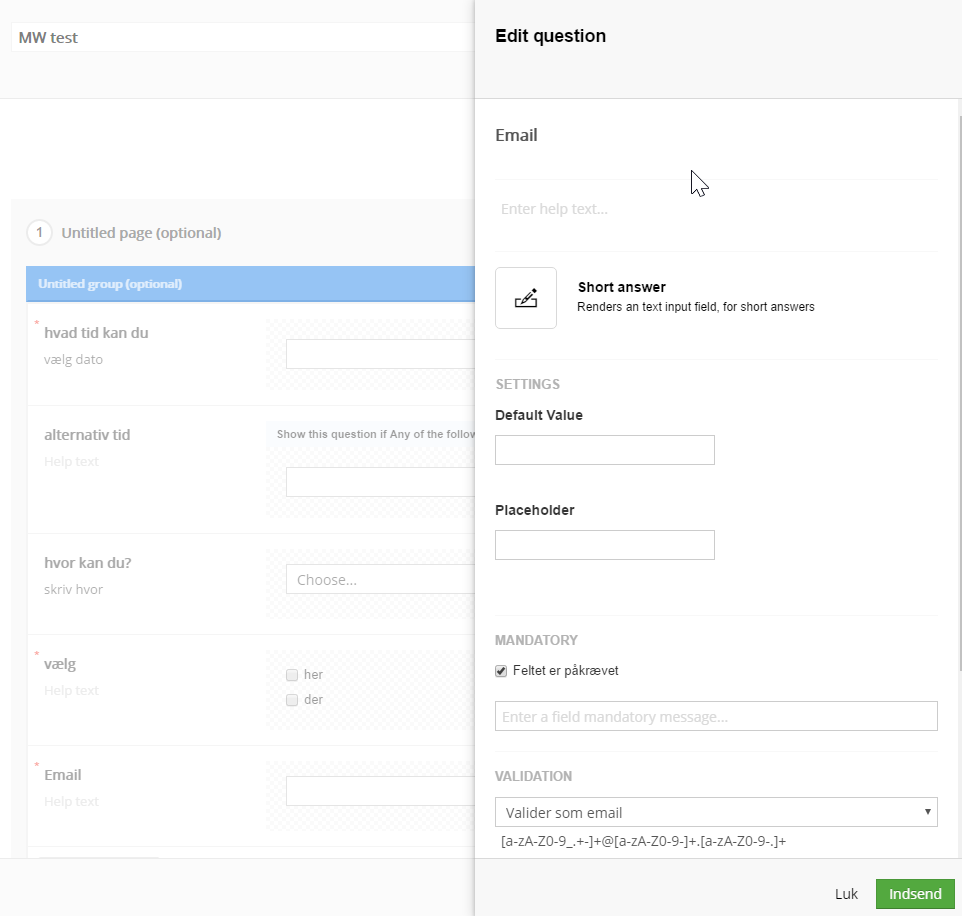 MW test
1 Untitled page (optional)
Untitled group (optional)
* hvad tid kan du
vælg dato
alternativ tid
Help text
Show this question if Any of the follow
hvor kan du?
skriv hvor
Choose...
* vælg
Help text
her
der
* Email
Help text
Edit question
Email
Enter help text...
Short answer
Renders an text input field, for short answers
SETTINGS
Default Value
Placeholder
MANDATORY
Feltet er påkrævet
Enter a field mandatory message...
VALIDATION
Valider som email
[a-zA-Z0-9_.+-]+@[a-zA-Z0-9-]+.[a-zA-Z0-9-.]+
Luk
Indsend